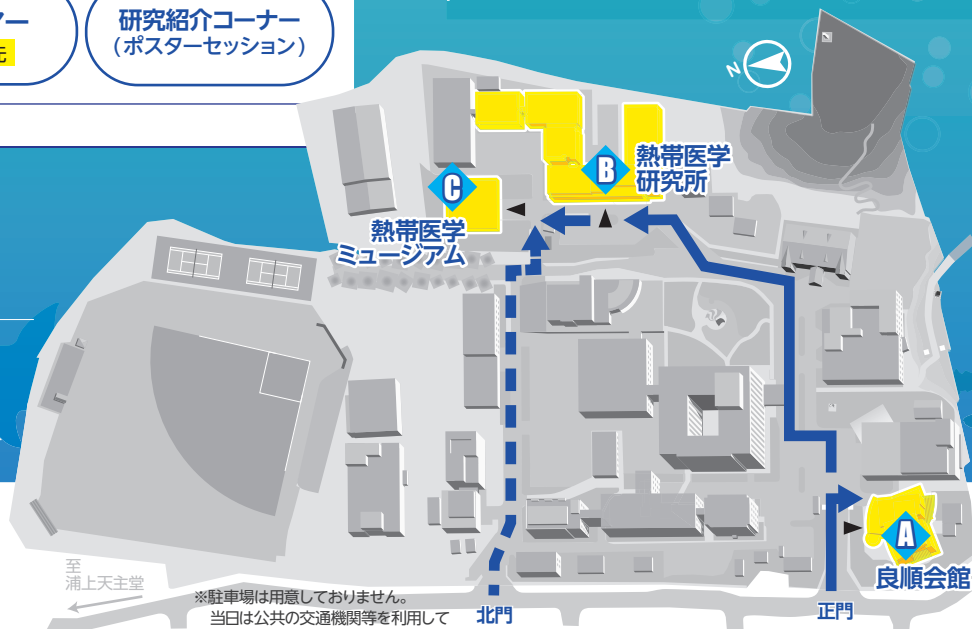 研究紹介コーナー
(ポスターセッション)
N
B
熱帯医学
研究所
C
熱帯医学
ミュージアム
A
良順会館
至
浦上天主堂
※駐車場は用意しておりません。
当日は公共の交通機関等を利用して
北門
正門